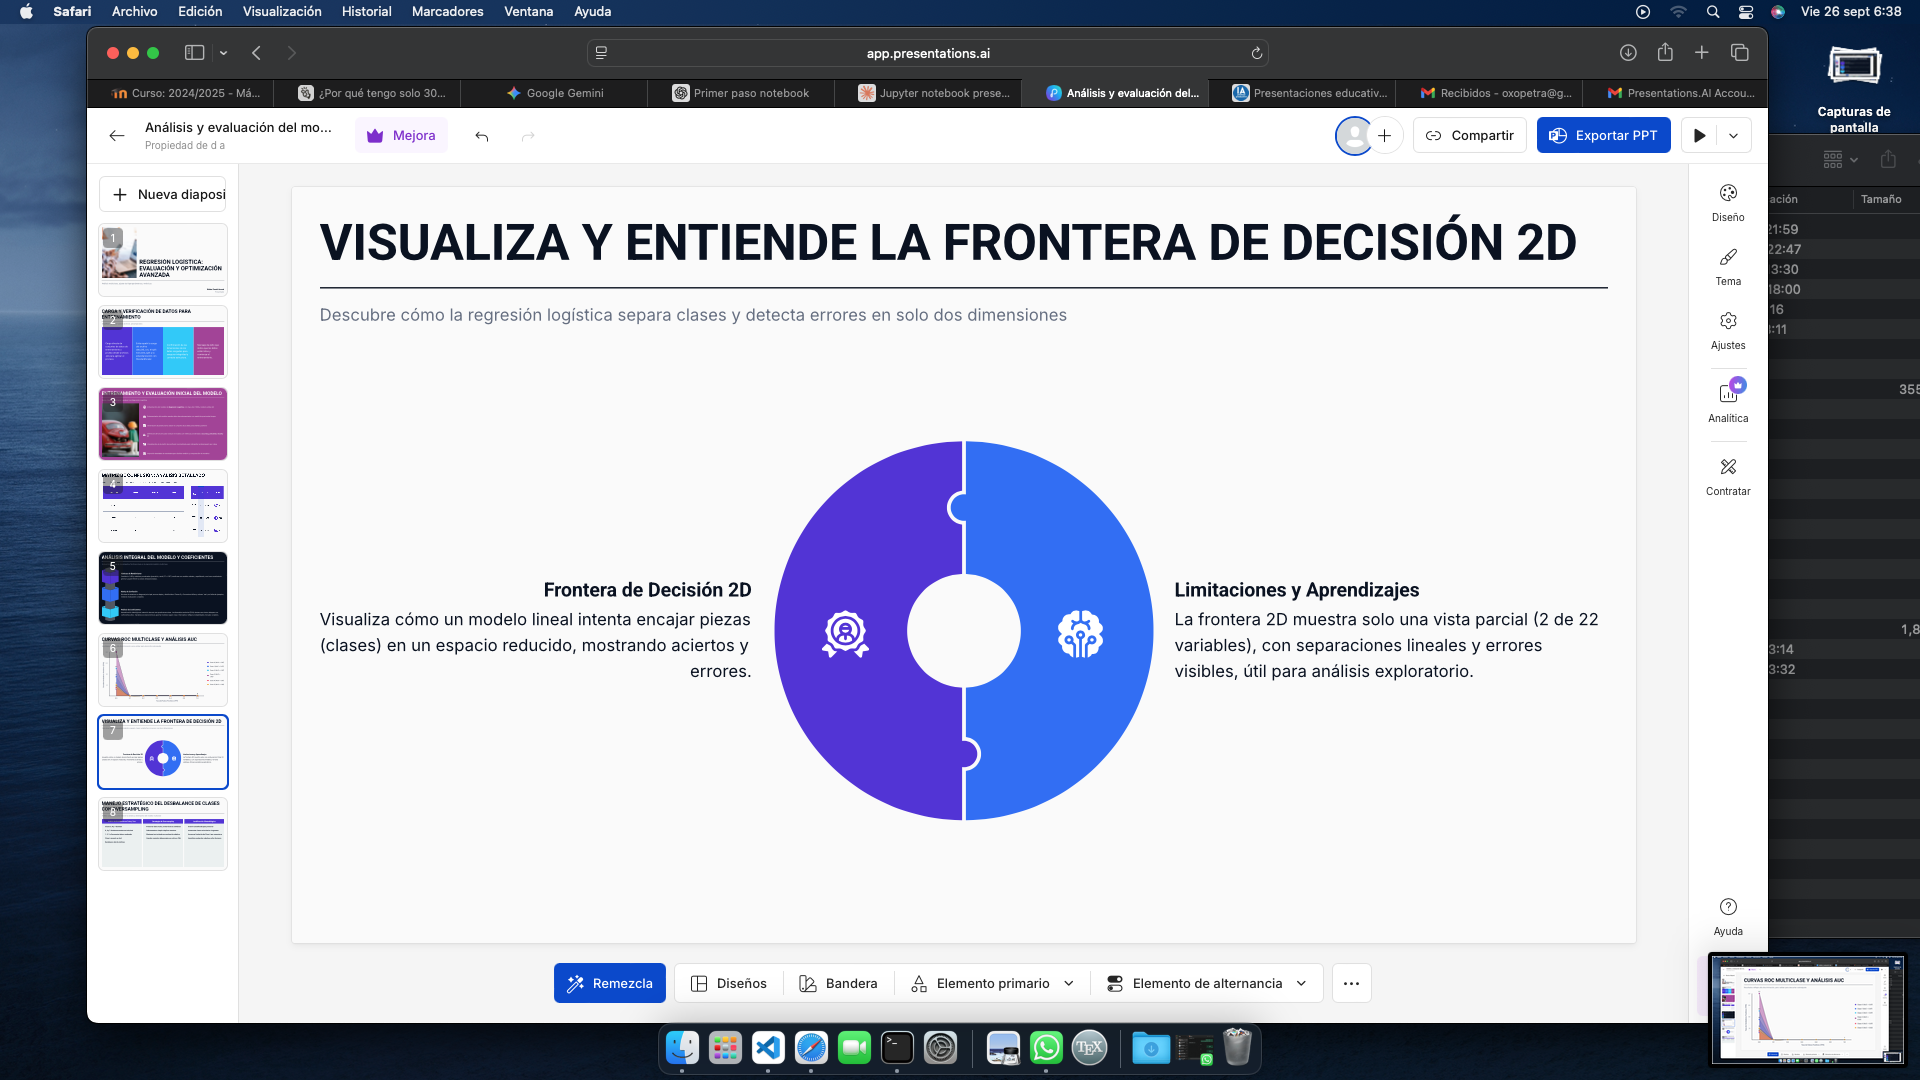 Safari Archivo Edición Visualización Historial Marcadores Ventana Ayuda Vie 26 sept 6:38
app.presentations.ai
Curso: 2024/2025 - Má... ¿Por qué tengo solo 30... Google Gemini Primer paso notebook Jupyter notebook prese... Análisis y evaluación del... Presentaciones educativ... Recibidos - oxopetra@g... Presentations.AI Accou...
Capturas de
pantalla
Análisis y evaluación del mo...
Propiedad de d a
Mejora
Compartir
Exportar PPT
Nueva diaposi
1
REGRESIÓN LOGÍSTICA:
EVALUACIÓN Y OPTIMIZACIÓN
AVANZADA
2
CARGA Y VERIFICACIÓN DE DATOS PARA
3
ENTRENAMIENTO Y EVALUACIÓN INICIAL DEL MODELO
4
5
ANÁLISIS INTEGRAL DEL MODELO Y COEFICIENTES
6
CURVAS ROC MULTICLASE Y ANÁLISIS AUC
7
VISUALIZA Y ENTIENDE LA FRONTERA DE DECISIÓN 2D
8
MANEJO ESTRATÉGICO DEL DESBALANCE DE CLASES
VISUALIZA Y ENTIENDE LA FRONTERA DE DECISIÓN 2D
Descubre cómo la regresión logística separa clases y detecta errores en solo dos dimensiones
Frontera de Decisión 2D
Visualiza cómo un modelo lineal intenta encajar piezas
(clases) en un espacio reducido, mostrando aciertos y
errores.
Limitaciones y Aprendizajes
La frontera 2D muestra solo una vista parcial (2 de 22
variables), con separaciones lineales y errores
visibles, útil para análisis exploratorio.
Diseño
Tema
Ajustes
Analítica
Contratar
Ayuda
Remezcla
Diseños
Bandera
Elemento primario
Elemento de alternancia
ación Tamaño
21:59
22:47
3:30
18:00
16
:11
355
1,8
3:14
3:32
CURVAS ROC MULTICLASE Y ANÁLISIS AUC
TEX